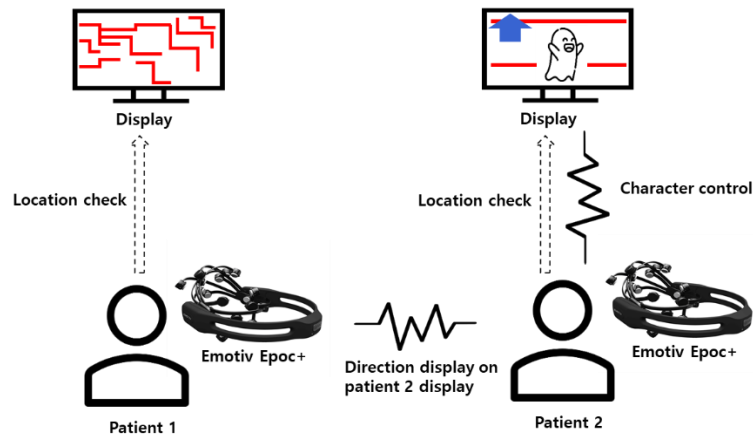 Display
Display
Location check
Location check
Character control
Emotiv Epoc+
Emotiv Epoc+
Direction display on
patient 2 display
Patient 1
Patient 2